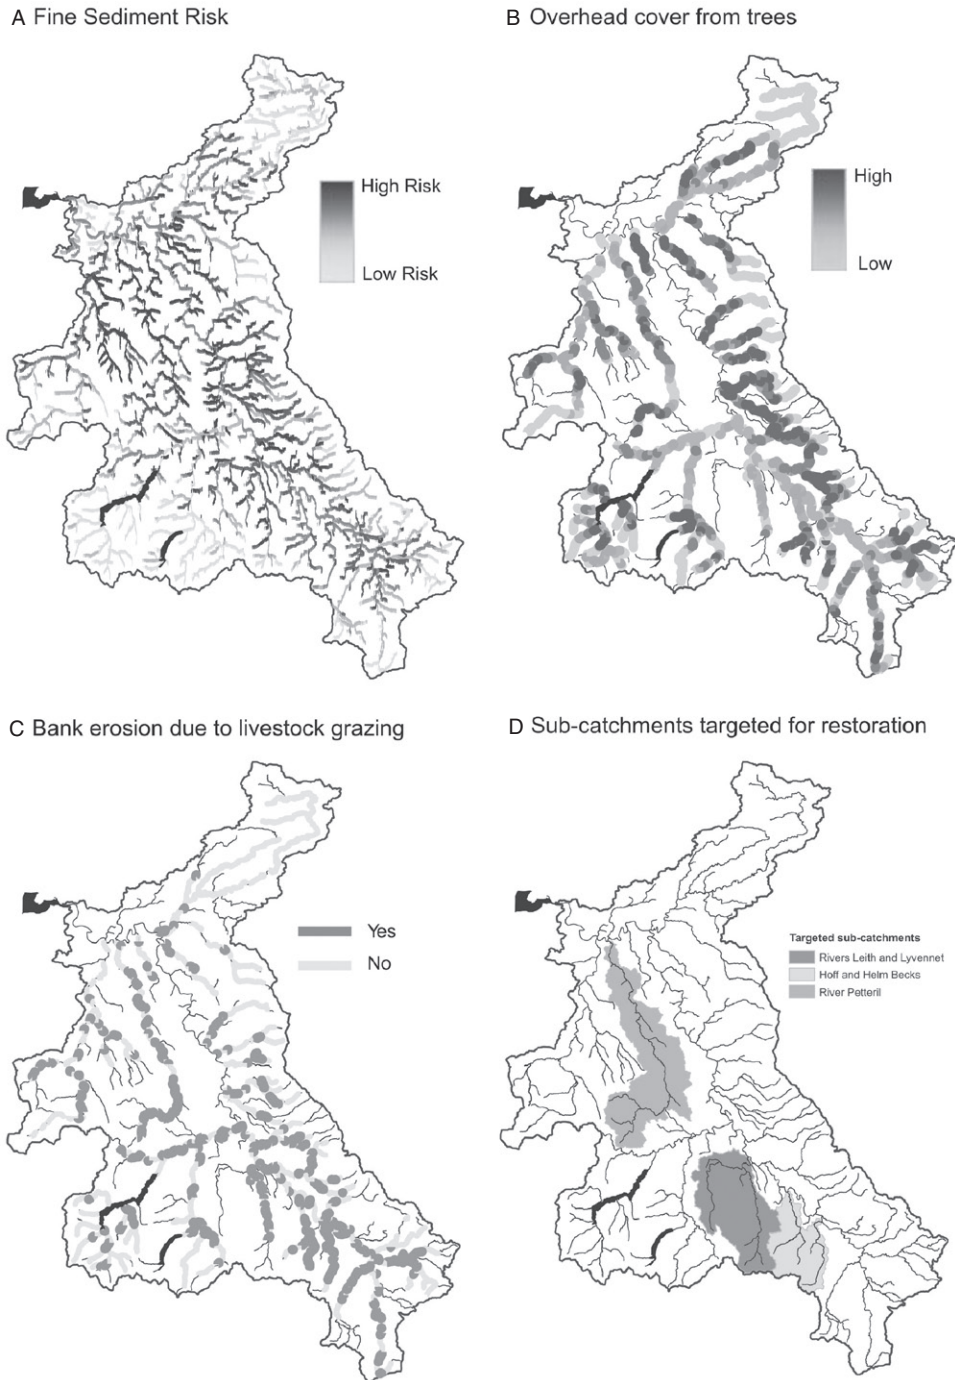 A Fine Sediment Risk
High Risk
Low Risk
B Overhead cover from trees
High
Low
C Bank erosion due to livestock grazing
Yes
No
D Sub-catchments targeted for restoration
Targeted sub-catchments
Rivers Leith and Lyvennet
Hoff and Helm Becks
River Petteril